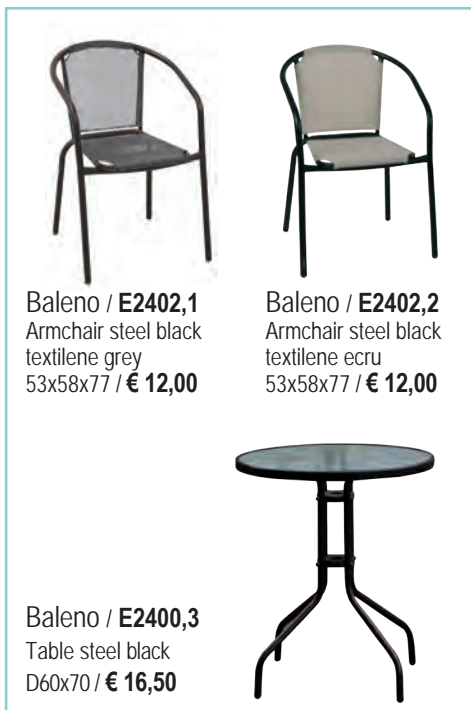 Baleno / E2402,1
Armchair steel black
textilene grey
53x58x77 / € 12,00
Baleno / E2402,2
Armchair steel black
textilene ecru
53x58x77 / € 12,00
Baleno / E2400,3
Table steel black
D60x70 / € 16,50